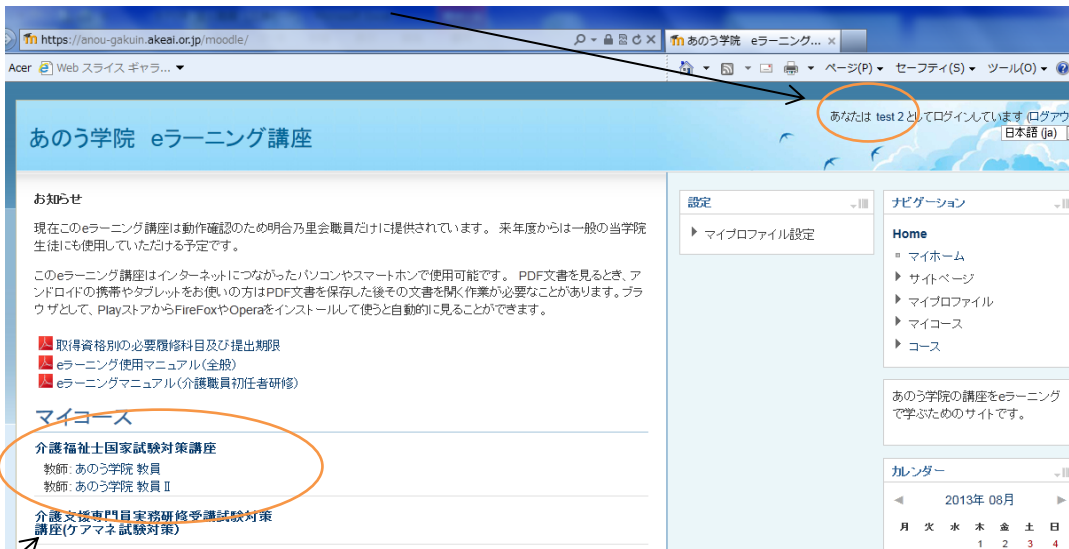 https://anou-gakuin.akeai.or.jp/moodle/
あのう学院 eラーニング...
Acer
Web スライス ギャラ...
ページ(P)
セーフティ(S)
ツール(O)
あなたは test 2 としてログインしています (ログアウ
日本語 (ja)
あのう学院 eラーニング講座
お知らせ
現在このeラーニング講座は動作確認のため明合乃里会職員だけに提供されています。 来年度からは一般の当学院
生徒にも使用していただける予定です。
このeラーニング講座はインターネットにつながったパソコンやスマートホンで使用可能です。 PDF文書を見るとき、ア
ンドロイドの携帯やタブレットをお使いの方はPDF文書を保存した後その文書を開く作業が必要なことがあります。ブラ
ウザとして、PlayストアからFireFoxやOperaをインストールして使うと自動的に見ることができます。
取得資格別の必要履修科目及び提出期限
eラーニング使用マニュアル(全般)
eラーニングマニュアル(介護職員初任者研修)
マイコース
介護福祉士国家試験対策講座
教師: あのう学院 教員
教師: あのう学院 教員 II
介護支援専門員実務研修受講試験対策
講座(ケアマネ試験対策)
設定
マイプロファイル設定
ナビゲーション
Home
マイホーム
サイトページ
マイプロファイル
マイコース
コース
あのう学院の講座をeラーニング
で学ぶためのサイトです。
カレンダー
2013年 08月
月 火 水 木 金 土 日
1 2 3 4